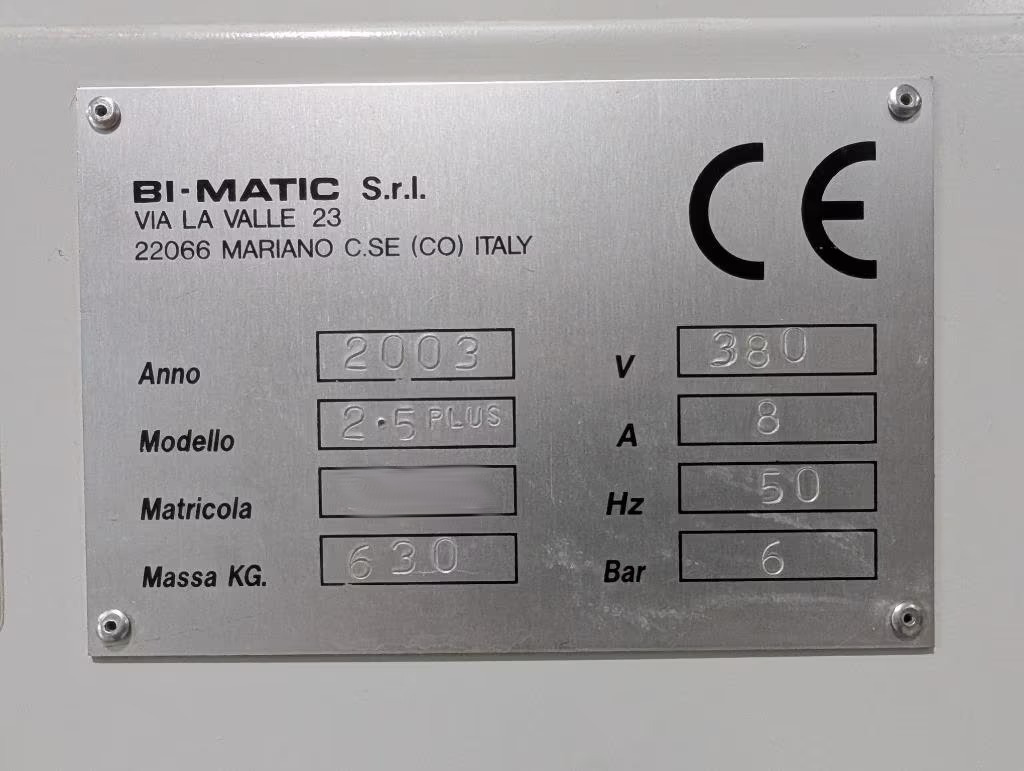 BI-MATIC S.r.l.
VIA LA VALLE 23
22066 MARIANO C.SE (CO) ITALY
CE
Anno 2003
Modello 2.5 PLUS
Matricola
Massa KG. 630
V 380
A 8
Hz 50
Bar 6